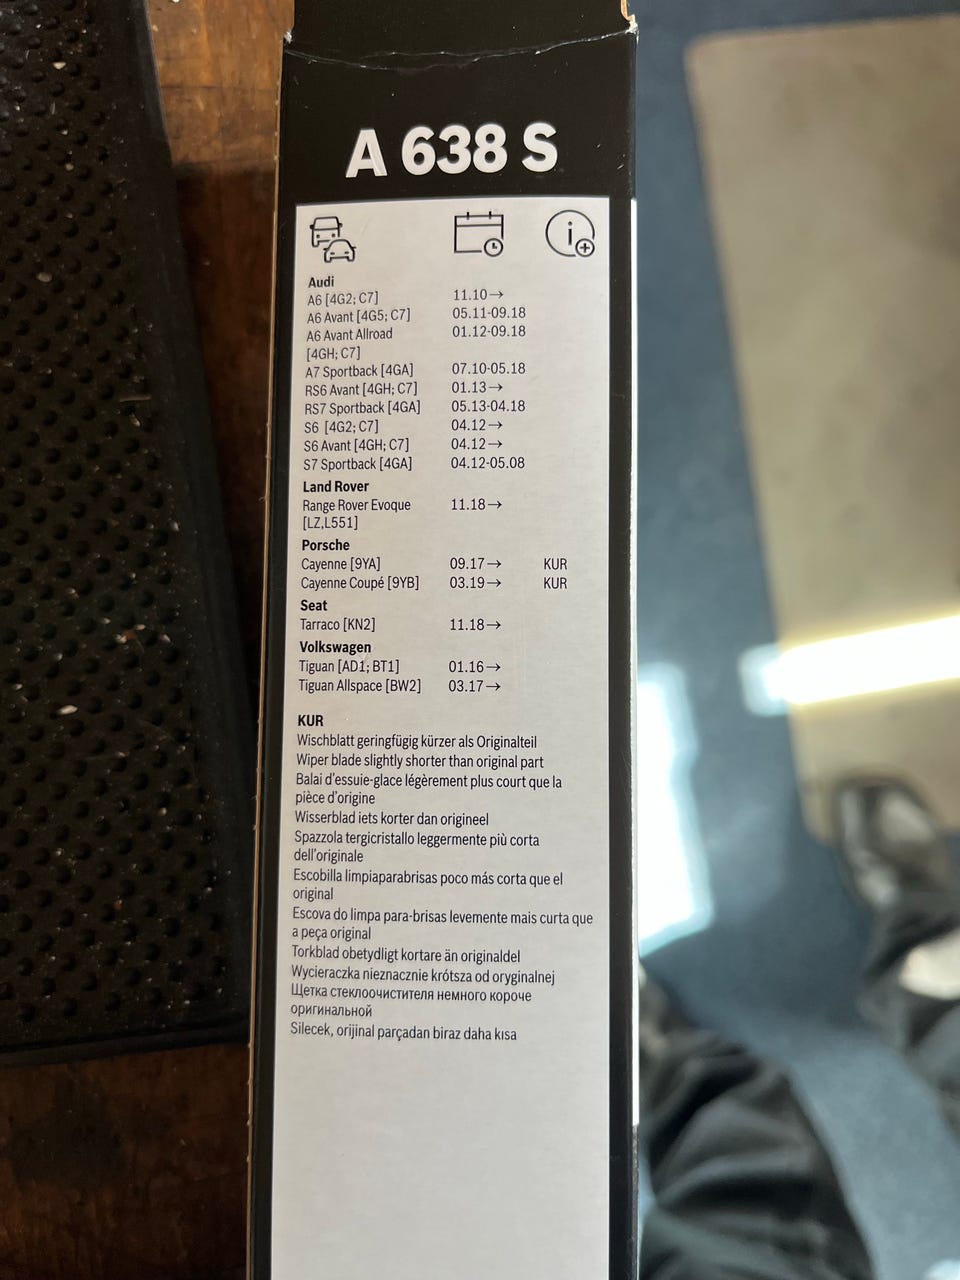 A 638 S
Audi
A6 [4G2; C7] 11.10→
A6 Avant [4G5; C7] 05.11-09.18
A6 Avant Allroad 01.12-09.18
[4GH; C7]
A7 Sportback [4GA] 07.10-05.18
RS6 Avant [4GH; C7] 01.13→
RS7 Sportback [4GA] 05.13-04.18
S6 [4G2; C7] 04.12→
S6 Avant [4GH; C7] 04.12→
S7 Sportback [4GA] 04.12-05.08
Land Rover
Range Rover Evoque 11.18→
[LZ,L551]
Porsche
Cayenne [9YA] 09.17→ KUR
Cayenne Coupé [9YB] 03.19→ KUR
Seat
Tarraco [KN2] 11.18→
Volkswagen
Tiguan [AD1; BT1] 01.16→
Tiguan Allspace [BW2] 03.17→
KUR
Wischblatt geringfügig kürzer als Originalteil
Wiper blade slightly shorter than original part
Balai d'essuie-glace légèrement plus court que la
pièce d'origine
Wisserblad iets korter dan origineel
Spazzola tergicristallo leggermente più corta
dell'originale
Escobilla limpiaparabrisas poco más corta que el
original
Escova do limpa para-brisas levemente mais curta que
a peça original
Torkblad obetydligt kortare än originaldel
Wycieraczka nieznacznie krótsza od oryginalnej
Щетка стеклоочистителя немного короче
оригинальной
Silecek, orijinal parçadan biraz daha kısa